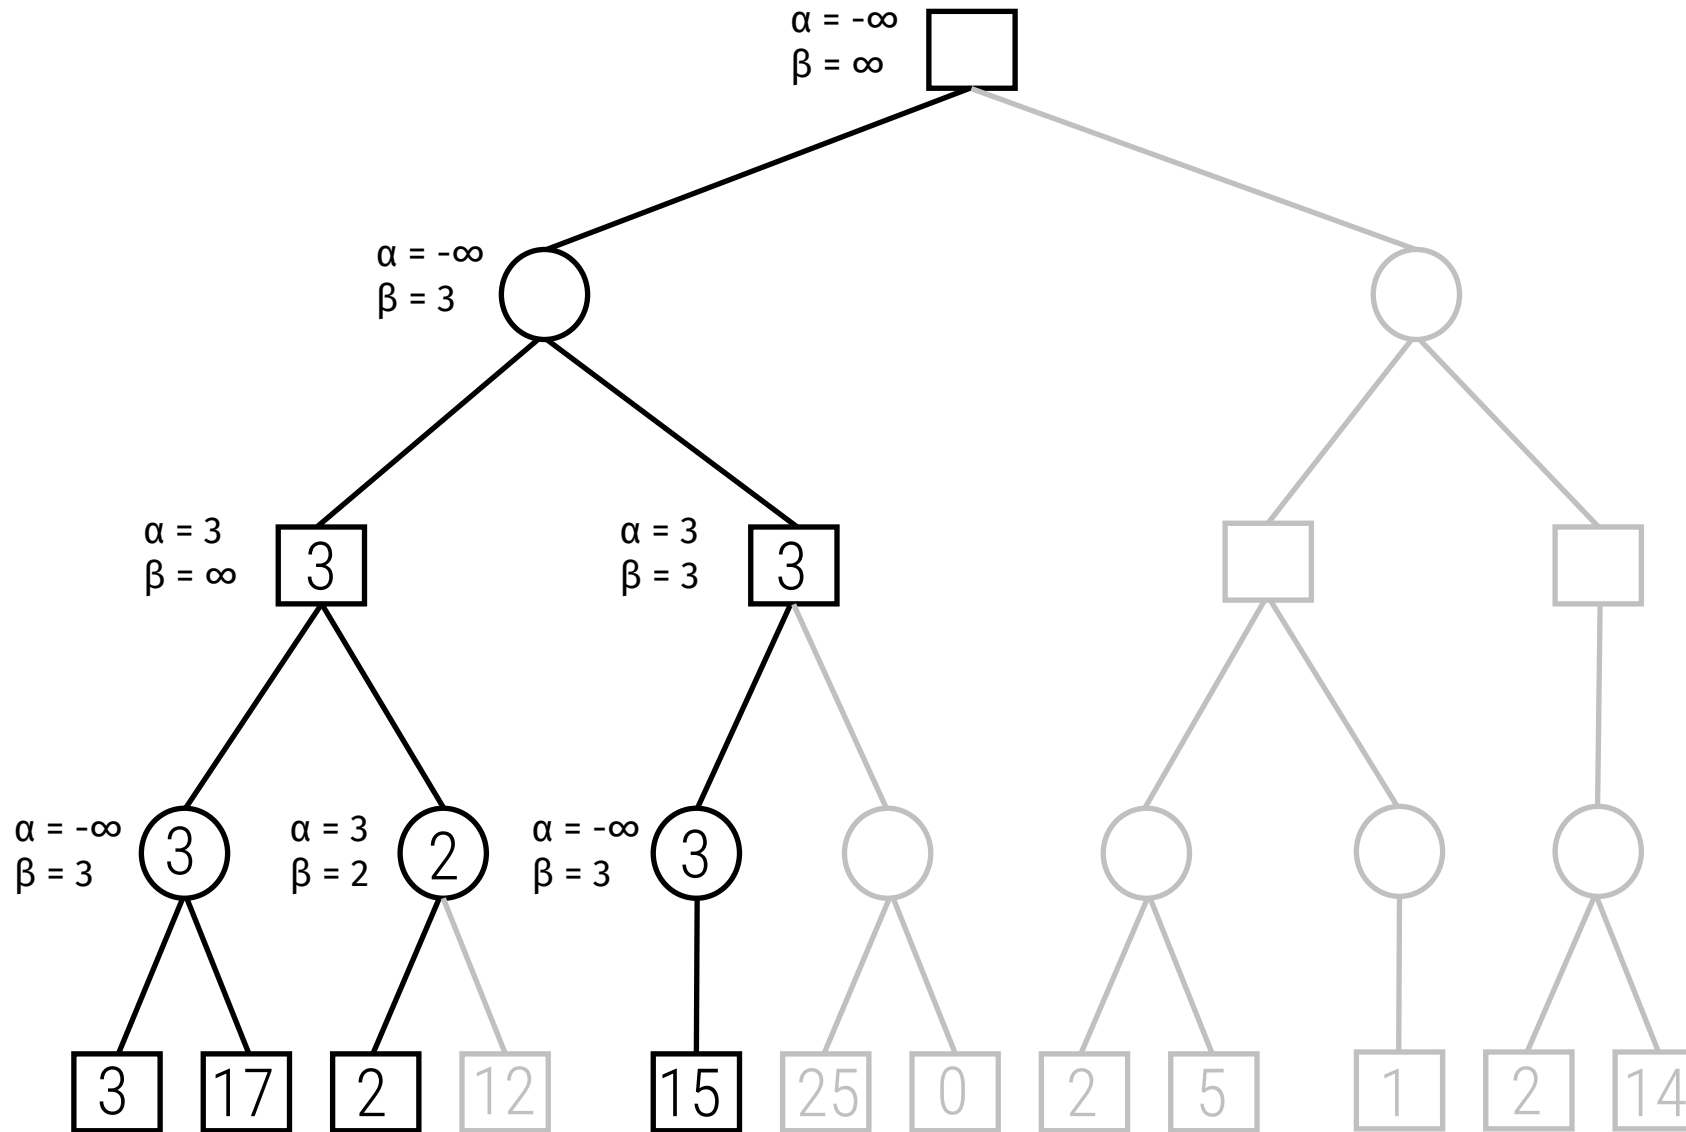 α = -∞
β = ∞
α = -∞
β = 3
α = 3
β = ∞
3
α = 3
β = 3
3
α = -∞
β = 3
3
α = 3
β = 2
2
α = -∞
β = 3
3
3
17
2
12
15
25
0
2
5
1
2
14